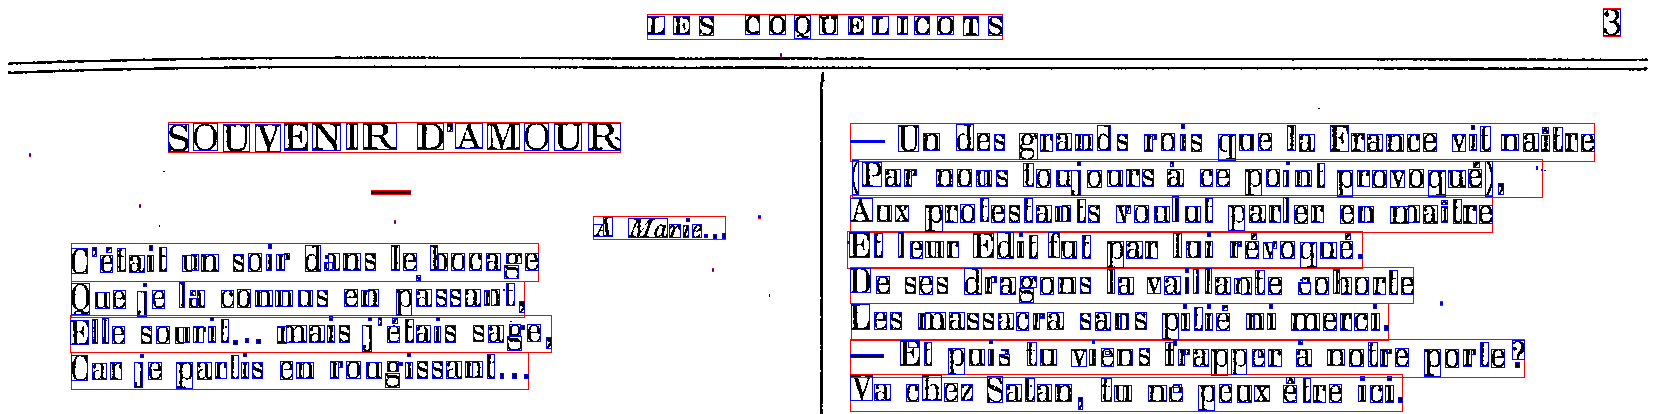 LES COQUELICOTS
3
SOUVENIR D'AMOUR
A Marie...
C'était un soir dans le bocage
Que je la connus en passant,
Elle sourit... mais j'étais sage,
Car je partis en rougissant...
— Un des grands rois que la France vit naître
(Par nous toujours à ce point provoqué),
Aux protestants voulut parler en maître
Et leur Edit fut par lui révoqué.
De ses dragons la vaillante cohorte
Les massacra sans pitié ni merci.
— Et puis tu viens frapper à notre porte?
Va chez Satan, tu ne peux être ici.